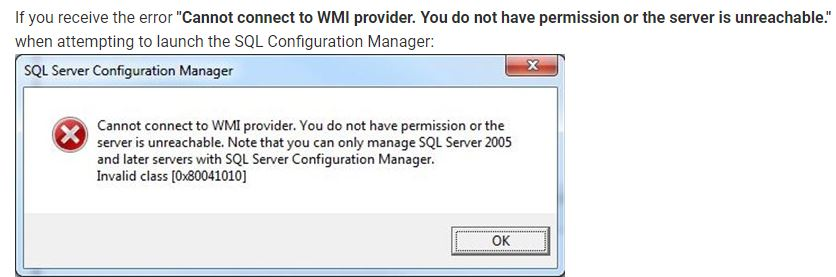 If you receive the error "Cannot connect to WMI provider. You do not have permission or the server is unreachable."
when attempting to launch the SQL Configuration Manager:
SQL Server Configuration Manager
Cannot connect to WMI provider. You do not have permission or the
server is unreachable. Note that you can only manage SQL Server 2005
and later servers with SQL Server Configuration Manager.
Invalid class [0x80041010]
OK